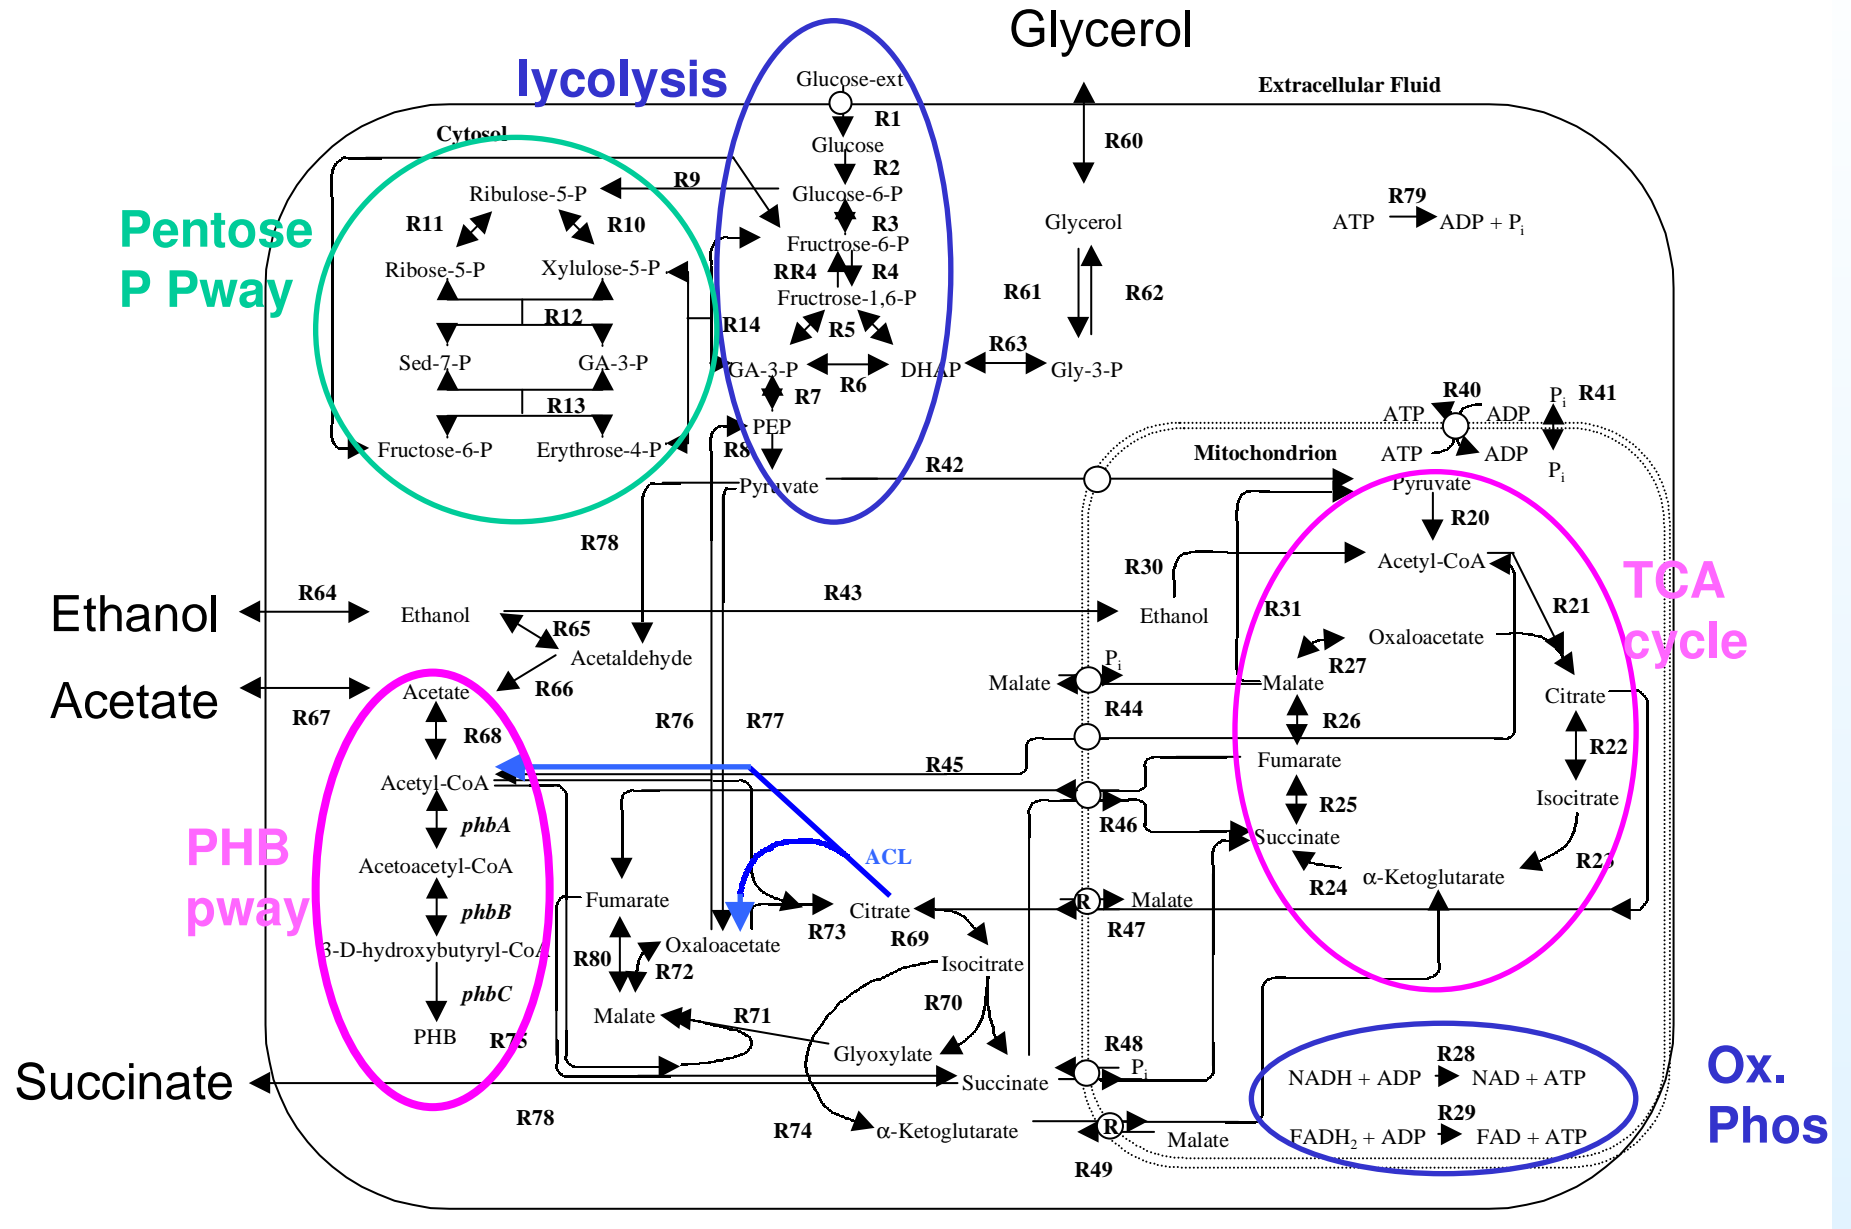 Glycerol
lycolysis
Glucose-ext
Extracellular Fluid
R1
Cytosol
Glucose
R60
R2
R9
Ribulose-5-P
Glucose-6-P
R79
Pentose
P Pway
R11
R10
R3
Glycerol
ATP
ADP + Pi
Fructrose-6-P
Ribose-5-P
Xylulose-5-P
RR4
R4
R61
R62
Fructrose-1,6-P
R12
R14
R5
R63
Sed-7-P
GA-3-P
GA-3-P
R6
DHAP
Gly-3-P
R7
R13
R40
Pi
R41
ATP
ADP
PEP
Fructose-6-P
Erythrose-4-P
R8
Mitochondrion
ATP
ADP
R42
Pi
Pyruvate
Pyruvate
R20
R78
Acetyl-CoA
R30
TCA
cycle
Ethanol
R64
Ethanol
R43
Ethanol
R31
R21
R65
Oxaloacetate
Acetaldehyde
Pi
R27
R66
Acetate
Acetate
Malate
Malate
Citrate
R67
R76
R77
R44
R26
R68
R22
R45
Fumarate
Acetyl-CoA
Isocitrate
R25
phbA
R46
PHB
pway
Succinate
ACL
Acetoacetyl-CoA
R23
R24
α-Ketoglutarate
Fumarate
R
Malate
phbB
Citrate
R73
R69
R47
3-D-hydroxybutyryl-CoA
Oxaloacetate
R80
R72
Isocitrate
phbC
R70
Malate
R71
PHB
R75
Glyoxylate
R48
R28
Ox.
Phos
Pi
Succinate
Succinate
NADH + ADP
NAD + ATP
R78
R29
R74
α-Ketoglutarate
R
Malate
FADH2 + ADP
FAD + ATP
R49